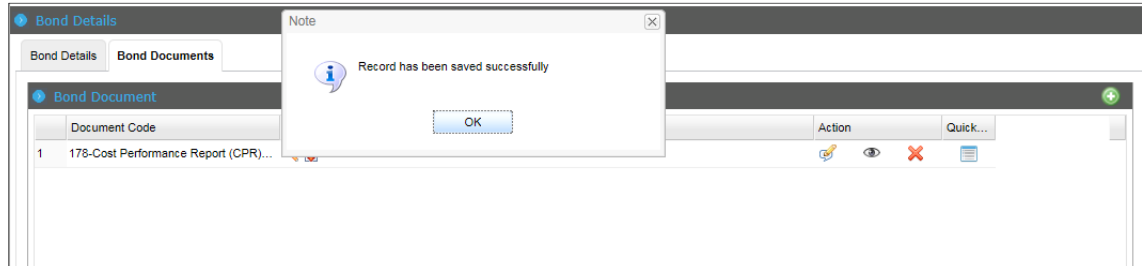 Bond Details
Note
Bond Details Bond Documents
Record has been saved successfully
Bond Document
OK
Document Code Action Quick...
1 178-Cost Performance Report (CPR)...